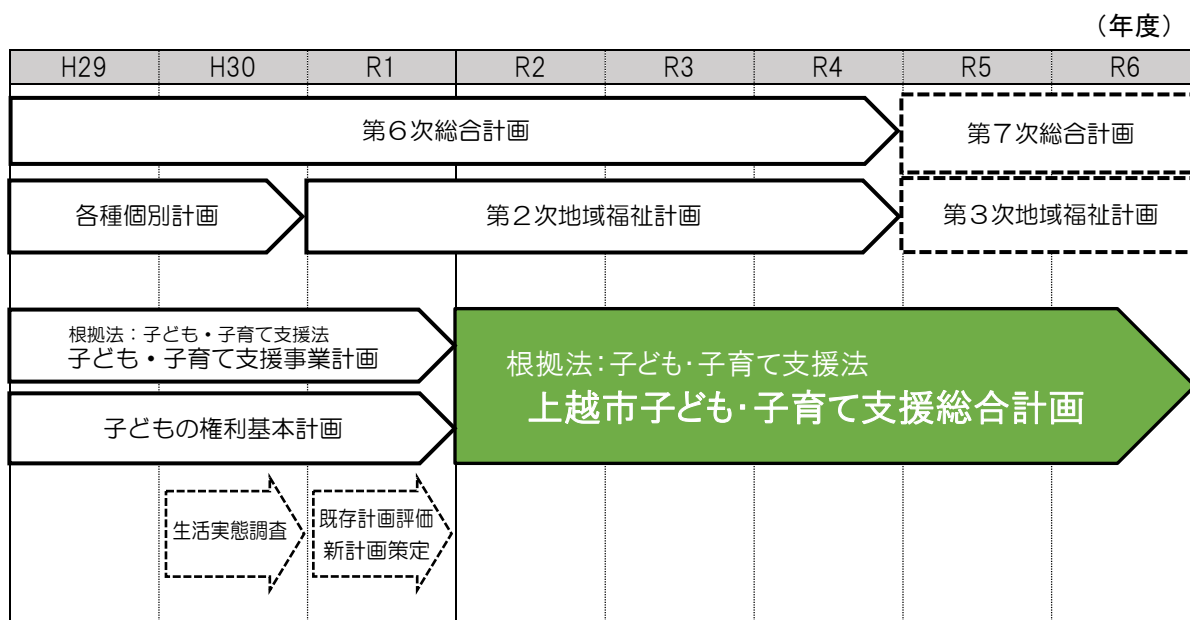 （年度）
H29 H30 R1 R2 R3 R4 R5 R6
第６次総合計画
第７次総合計画
各種個別計画
第２次地域福祉計画
第３次地域福祉計画
根拠法：子ども・子育て支援法
子ども・子育て支援事業計画
子どもの権利基本計画
根拠法：子ども・子育て支援法
上越市子ども・子育て支援総合計画
生活実態調査
既存計画評価
新計画策定